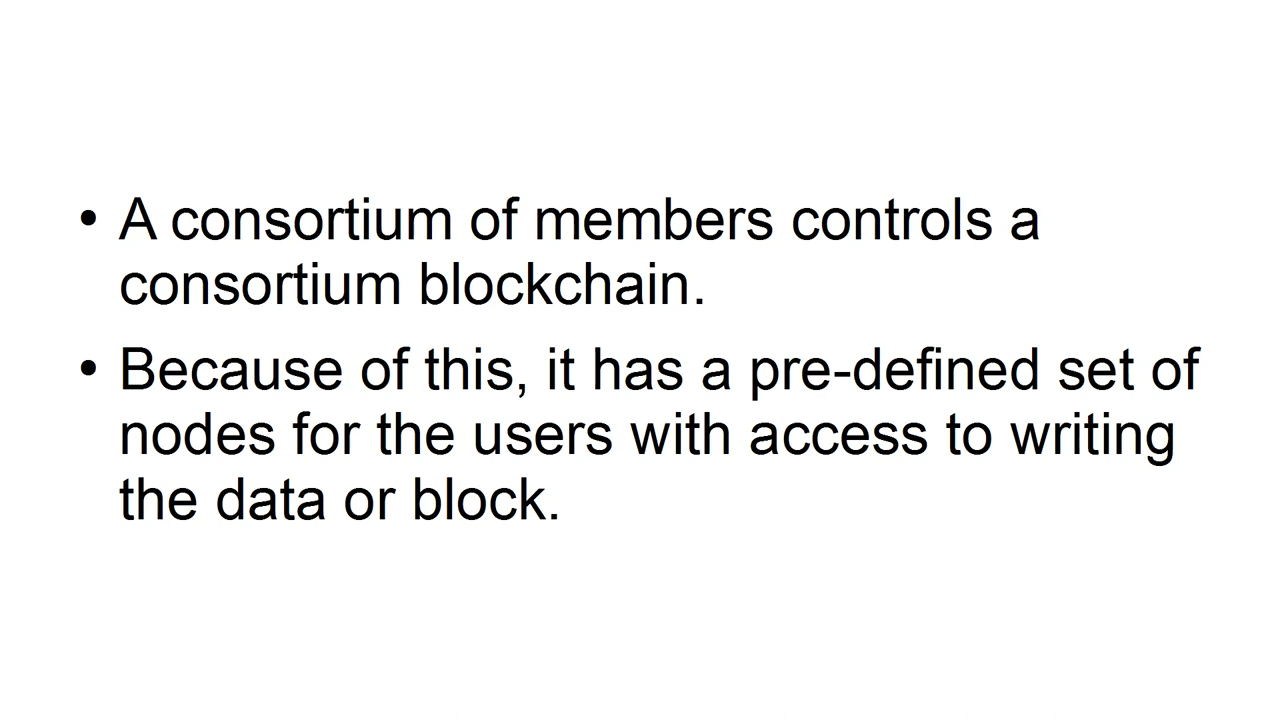 • A consortium of members controls a
consortium blockchain.
• Because of this, it has a pre-defined set of
nodes for the users with access to writing
the data or block.